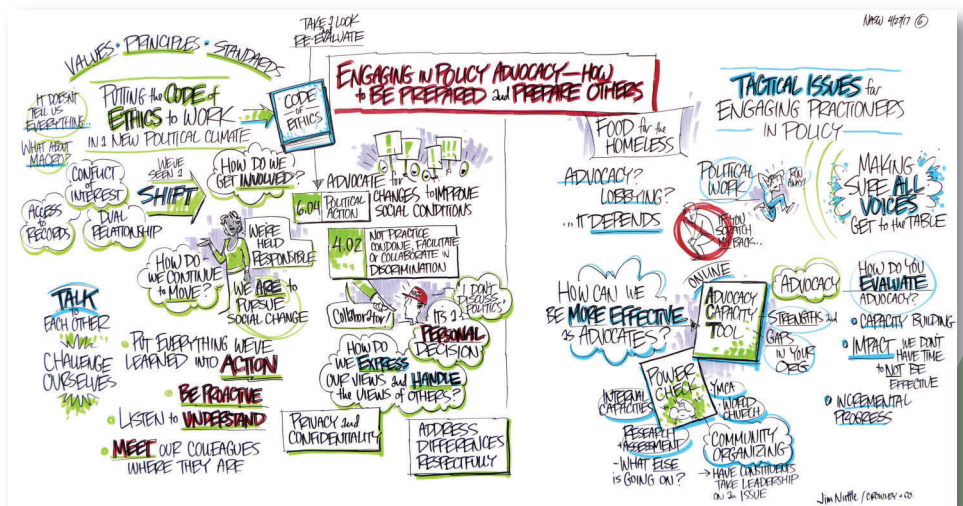 NASW 4/27/17 6
TAKE A LOOK
and
RE-EVALUATE
VALUES • PRINCIPLES • STANDARDS
IT DOESN'T
TELL US
EVERYTHING...
WHAT ABOUT
MACRO?
PUTTING the CODE of
ETHICS to WORK
IN A NEW POLITICAL CLIMATE
CODE
OF
ETHICS
CONFLICT
of
INTEREST
ACCESS
to
RECORDS
DUAL
RELATIONSHIP
WE'VE
SEEN A
SHIFT
HOW DO WE
GET INVOLVED?
HOW DO
WE CONTINUE
to MOVE?
WE'RE
HELD
RESPONSIBLE
WE ARE to
PURSUE
SOCIAL CHANGE
TALK
to EACH
OTHER
CHALLENGE
OURSELVES
• PUT EVERYTHING WE'VE
LEARNED INTO ACTION
• BE PROACTIVE
• LISTEN to UNDERSTAND
• MEET OUR COLLEAGUES
WHERE THEY ARE
ENGAGING IN POLICY ADVOCACY—HOW
to BE PREPARED and PREPARE OTHERS
6.04 POLITICAL
ACTION
ADVOCATE for
CHANGES to IMPROVE
SOCIAL CONDITIONS
4.02
NOT PRACTICE
CONDONE, FACILITATE
or COLLABORATE in
DISCRIMINATION
Collaborator!
"I DON'T
DISCUSS
POLITICS"
IT'S A
PERSONAL
DECISION
HOW DO
WE EXPRESS
OUR VIEWS and HANDLE
the VIEWS OF OTHERS?
PRIVACY and
CONFIDENTIALITY
ADDRESS
DIFFERENCES
RESPECTFULLY
TACTICAL ISSUES for
ENGAGING PRACTIONERS
IN POLICY
FOOD for the
HOMELESS
ADVOCACY?
LOBBYING?
...IT DEPENDS
POLITICAL
WORK
RUN
AWAY!
IF YOU
SCRATCH
MY BACK...
MAKING
SURE ALL
VOICES
GET to the TABLE
HOW CAN WE
BE MORE EFFECTIVE
as ADVOCATES?
ONLINE
ADVOCACY
CAPACITY
TOOL
ADVOCACY
STRENGTHS and
GAPS
IN YOUR
ORG
POWER
CHECK
INTERNAL
CAPACITIES
RESEARCH
+ ASSESSMENT
- WHAT ELSE
IS GOING ON?
• YMCA
• WORLD
CHURCH
COMMUNITY
ORGANIZING
→ HAVE CONSTITUENTS
TAKE LEADERSHIP
ON an ISSUE
HOW DO YOU
EVALUATE
ADVOCACY?
• CAPACITY BUILDING
• IMPACT WE DON'T
HAVE TIME
to NOT BE
EFFECTIVE
• INCREMENTAL
PROGRESS
Jim Nuttle / CROWLEY + CO.